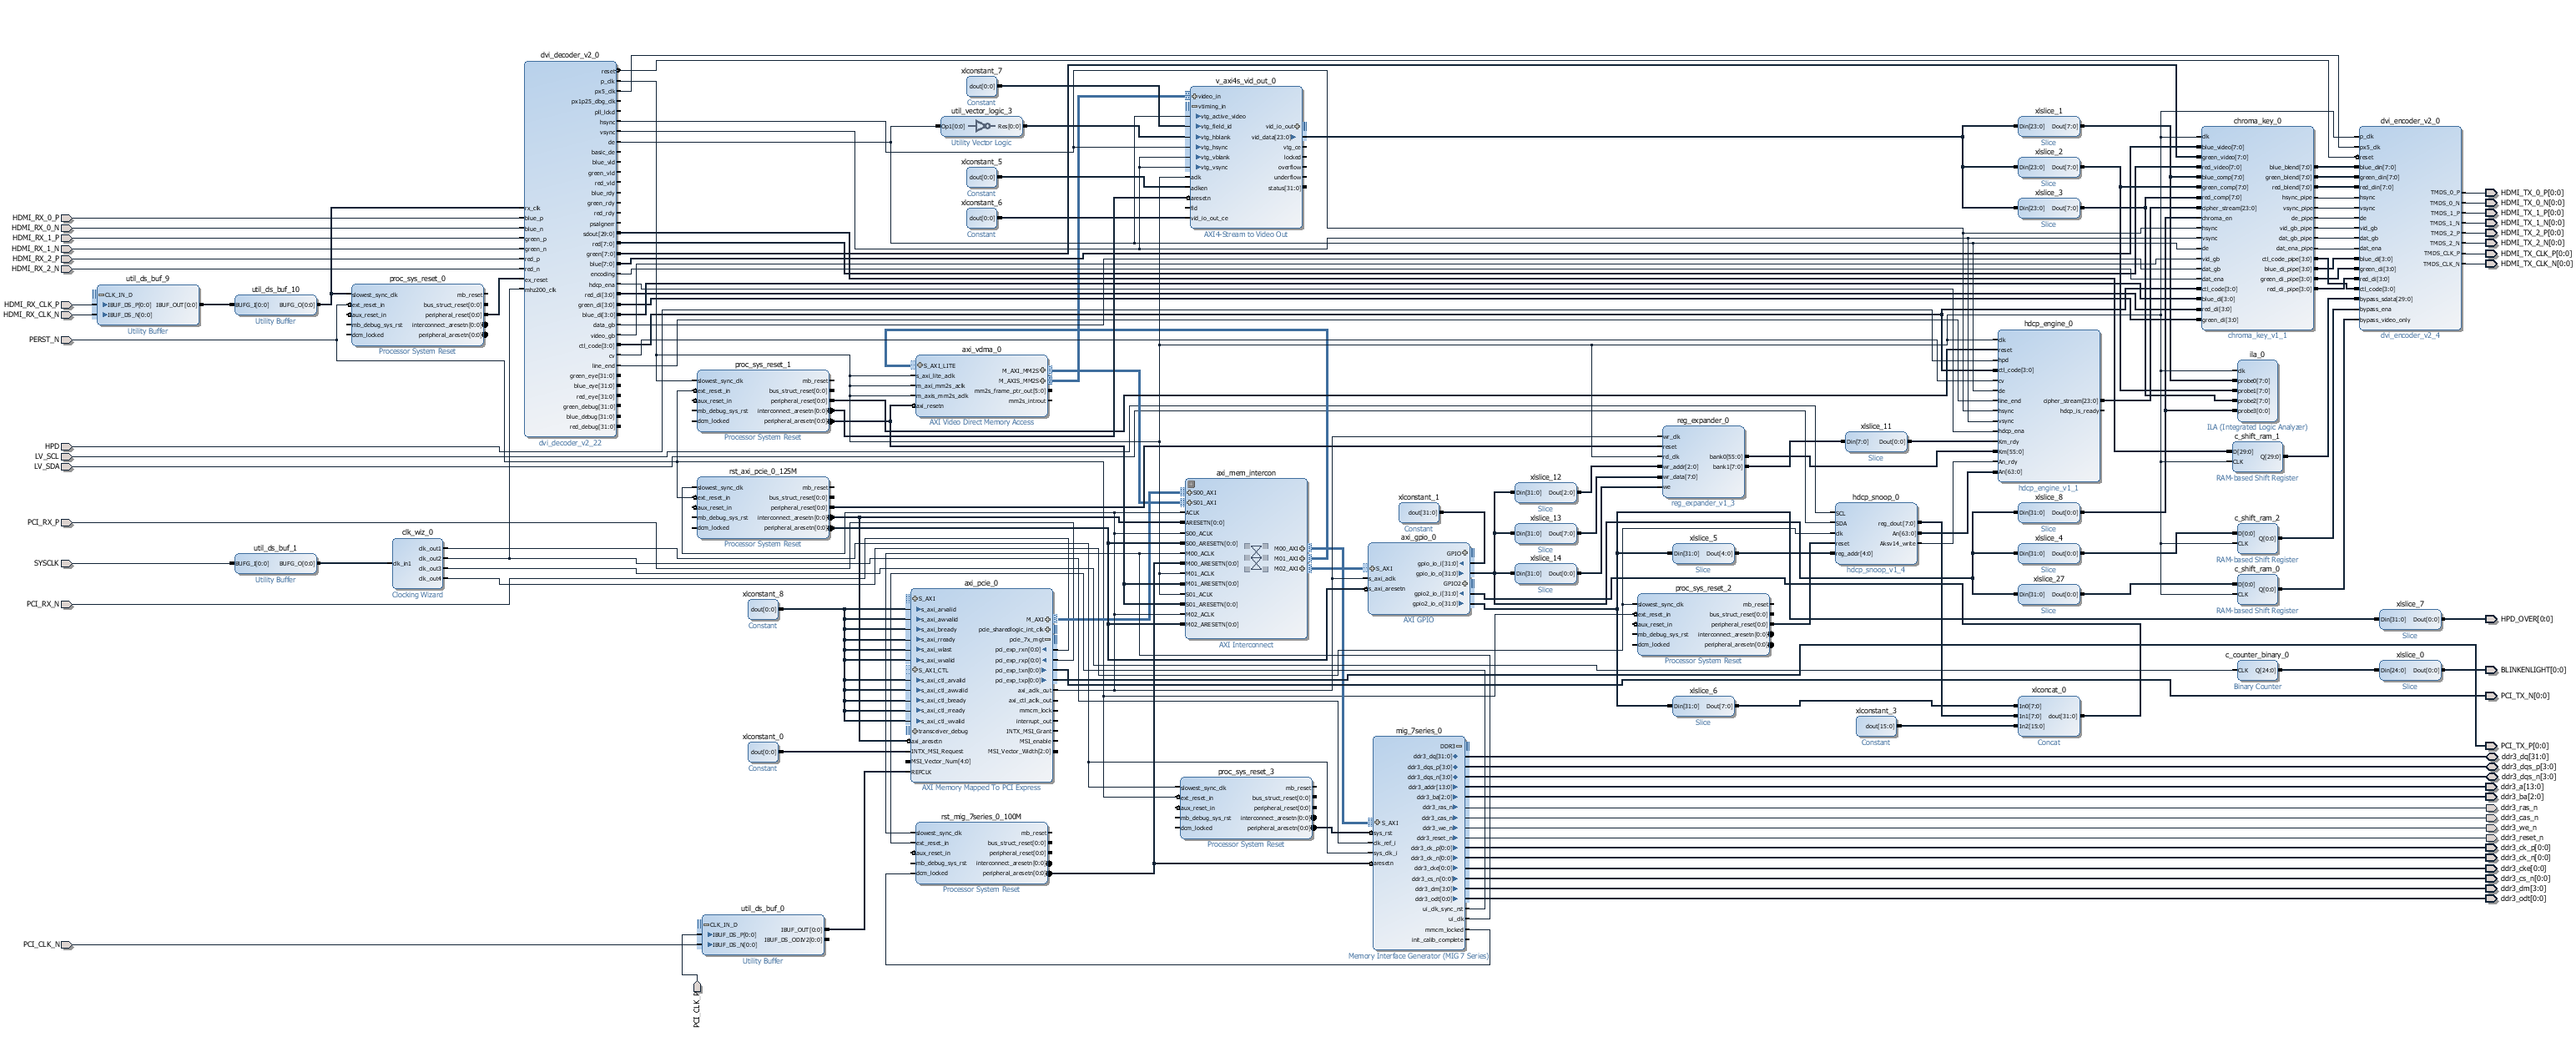 dvi_decoder_v2_0
reset
p_clk
px5_clk
px1p25_dbg_clk
pll_lckd
hsync
vsync
de
basic_de
blue_vld
green_vld
red_vld
blue_rdy
green_rdy
red_rdy
psalgnerr
sdout[29:0]
red[7:0]
green[7:0]
blue[7:0]
encoding
hdcp_ena
red_di[3:0]
green_di[3:0]
blue_di[3:0]
data_gb
video_gb
ctl_code[3:0]
cv
line_end
green_eye[31:0]
blue_eye[31:0]
red_eye[31:0]
green_debug[31:0]
blue_debug[31:0]
red_debug[31:0]
rx_clk
blue_p
blue_n
green_p
green_n
red_p
red_n
ex_reset
mhz200_clk
dvi_decoder_v2_22
HDMI_RX_0_P
HDMI_RX_0_N
HDMI_RX_1_P
HDMI_RX_1_N
HDMI_RX_2_P
HDMI_RX_2_N
HDMI_RX_CLK_P
HDMI_RX_CLK_N
PERST_N
HPD
LV_SCL
LV_SDA
PCI_RX_P
SYSCLK
PCI_RX_N
PCI_CLK_N
PCI_CLK_P
util_ds_buf_9
CLK_IN_D
IBUF_DS_P[0:0]
IBUF_DS_N[0:0]
IBUF_OUT[0:0]
Utility Buffer
util_ds_buf_10
BUFG_I[0:0] BUFG_O[0:0]
Utility Buffer
proc_sys_reset_0
slowest_sync_clk
ext_reset_in
aux_reset_in
mb_debug_sys_rst
dcm_locked
mb_reset
bus_struct_reset[0:0]
peripheral_reset[0:0]
interconnect_aresetn[0:0]
peripheral_aresetn[0:0]
Processor System Reset
util_ds_buf_1
BUFG_I[0:0] BUFG_O[0:0]
Utility Buffer
clk_wiz_0
clk_in1
clk_out1
clk_out2
clk_out3
clk_out4
Clocking Wizard
proc_sys_reset_1
slowest_sync_clk
ext_reset_in
aux_reset_in
mb_debug_sys_rst
dcm_locked
mb_reset
bus_struct_reset[0:0]
peripheral_reset[0:0]
interconnect_aresetn[0:0]
peripheral_aresetn[0:0]
Processor System Reset
rst_axi_pcie_0_125M
slowest_sync_clk
ext_reset_in
aux_reset_in
mb_debug_sys_rst
dcm_locked
mb_reset
bus_struct_reset[0:0]
peripheral_reset[0:0]
interconnect_aresetn[0:0]
peripheral_aresetn[0:0]
Processor System Reset
xlconstant_8
dout[0:0]
Constant
xlconstant_0
dout[0:0]
Constant
util_ds_buf_0
CLK_IN_D
IBUF_DS_P[0:0]
IBUF_DS_N[0:0]
IBUF_OUT[0:0]
IBUF_DS_ODIV2[0:0]
Utility Buffer
xlconstant_7
dout[0:0]
Constant
util_vector_logic_3
Op1[0:0] Res[0:0]
Utility Vector Logic
xlconstant_5
dout[0:0]
Constant
xlconstant_6
dout[0:0]
Constant
axi_vdma_0
S_AXI_LITE
s_axi_lite_aclk
m_axi_mm2s_aclk
m_axis_mm2s_aclk
axi_resetn
M_AXI_MM2S
M_AXIS_MM2S
mm2s_frame_ptr_out[5:0]
mm2s_introut
AXI Video Direct Memory Access
axi_pcie_0
S_AXI
s_axi_arvalid
s_axi_awvalid
s_axi_bready
s_axi_rready
s_axi_wlast
s_axi_wvalid
S_AXI_CTL
s_axi_ctl_arvalid
s_axi_ctl_awvalid
s_axi_ctl_bready
s_axi_ctl_rready
s_axi_ctl_wvalid
transceiver_debug
axi_aresetn
INTX_MSI_Request
MSI_Vector_Num[4:0]
REFCLK
M_AXI
pcie_sharedlogic_int_clk
pcie_7x_mgt
pci_exp_rxn[0:0]
pci_exp_rxp[0:0]
pci_exp_txn[0:0]
pci_exp_txp[0:0]
axi_aclk_out
axi_ctl_aclk_out
mmcm_lock
interrupt_out
INTX_MSI_Grant
MSI_enable
MSI_Vector_Width[2:0]
AXI Memory Mapped To PCI Express
rst_mig_7series_0_100M
slowest_sync_clk
ext_reset_in
aux_reset_in
mb_debug_sys_rst
dcm_locked
mb_reset
bus_struct_reset[0:0]
peripheral_reset[0:0]
interconnect_aresetn[0:0]
peripheral_aresetn[0:0]
Processor System Reset
v_axi4s_vid_out_0
video_in
vtiming_in
vtg_active_video
vtg_field_id
vtg_hblank
vtg_hsync
vtg_vblank
vtg_vsync
aclk
aclken
aresetn
fid
vid_io_out_ce
vid_io_out
vid_data[23:0]
vtg_ce
locked
overflow
underflow
status[31:0]
AXI4-Stream to Video Out
axi_mem_intercon
S00_AXI
S01_AXI
ACLK
ARESETN[0:0]
S00_ACLK
S00_ARESETN[0:0]
M00_ACLK
M00_ARESETN[0:0]
M01_ACLK
M01_ARESETN[0:0]
S01_ACLK
S01_ARESETN[0:0]
M02_ACLK
M02_ARESETN[0:0]
M00_AXI
M01_AXI
M02_AXI
AXI Interconnect
proc_sys_reset_3
slowest_sync_clk
ext_reset_in
aux_reset_in
mb_debug_sys_rst
dcm_locked
mb_reset
bus_struct_reset[0:0]
peripheral_reset[0:0]
interconnect_aresetn[0:0]
peripheral_aresetn[0:0]
Processor System Reset
xlconstant_1
dout[31:0]
Constant
axi_gpio_0
S_AXI
s_axi_aclk
s_axi_aresetn
GPIO
gpio_io_i[31:0]
gpio_io_o[31:0]
GPIO2
gpio2_io_i[31:0]
gpio2_io_o[31:0]
AXI GPIO
mig_7series_0
S_AXI
sys_rst
clk_ref_i
sys_clk_i
aresetn
DDR3
ddr3_dq[31:0]
ddr3_dqs_p[3:0]
ddr3_dqs_n[3:0]
ddr3_addr[13:0]
ddr3_ba[2:0]
ddr3_ras_n
ddr3_cas_n
ddr3_we_n
ddr3_reset_n
ddr3_ck_p[0:0]
ddr3_ck_n[0:0]
ddr3_cke[0:0]
ddr3_cs_n[0:0]
ddr3_dm[3:0]
ddr3_odt[0:0]
ui_clk_sync_rst
ui_clk
mmcm_locked
init_calib_complete
Memory Interface Generator (MIG 7 Series)
xlslice_12
Din[31:0] Dout[2:0]
Slice
xlslice_13
Din[31:0] Dout[7:0]
Slice
xlslice_14
Din[31:0] Dout[0:0]
Slice
reg_expander_0
wr_clk
reset
rd_clk
wr_addr[2:0]
wr_data[7:0]
we
bank0[55:0]
bank1[7:0]
reg_expander_v1_3
xlslice_5
Din[31:0] Dout[4:0]
Slice
proc_sys_reset_2
slowest_sync_clk
ext_reset_in
aux_reset_in
mb_debug_sys_rst
dcm_locked
mb_reset
bus_struct_reset[0:0]
peripheral_reset[0:0]
interconnect_aresetn[0:0]
peripheral_aresetn[0:0]
Processor System Reset
xlslice_6
Din[31:0] Dout[7:0]
Slice
xlslice_11
Din[7:0] Dout[0:0]
Slice
hdcp_snoop_0
SCL
SDA
clk
reset
reg_addr[4:0]
reg_dout[7:0]
An[63:0]
Aksv14_write
hdcp_snoop_v1_4
xlconstant_3
dout[15:0]
Constant
xlslice_1
Din[23:0] Dout[7:0]
Slice
xlslice_2
Din[23:0] Dout[7:0]
Slice
xlslice_3
Din[23:0] Dout[7:0]
Slice
hdcp_engine_0
clk
reset
hpd
ctl_code[3:0]
cv
de
line_end
hsync
vsync
hdcp_ena
Km_rdy
Km[55:0]
An_rdy
An[63:0]
cipher_stream[23:0]
hdcp_is_ready
hdcp_engine_v1_1
xlslice_8
Din[31:0] Dout[0:0]
Slice
xlslice_4
Din[31:0] Dout[0:0]
Slice
xlslice_27
Din[31:0] Dout[0:0]
Slice
xlconcat_0
In0[7:0]
In1[7:0]
In2[15:0]
dout[31:0]
Concat
chroma_key_0
clk
blue_video[7:0]
green_video[7:0]
red_video[7:0]
blue_comp[7:0]
green_comp[7:0]
red_comp[7:0]
cipher_stream[23:0]
chroma_en
hsync
vsync
de
vid_gb
dat_gb
dat_ena
ctl_code[3:0]
blue_di[3:0]
red_di[3:0]
green_di[3:0]
blue_blend[7:0]
green_blend[7:0]
red_blend[7:0]
hsync_pipe
vsync_pipe
de_pipe
vid_gb_pipe
dat_gb_pipe
dat_ena_pipe
ctl_code_pipe[3:0]
blue_di_pipe[3:0]
green_di_pipe[3:0]
red_di_pipe[3:0]
chroma_key_v1_1
ila_0
clk
probe0[7:0]
probe1[7:0]
probe2[7:0]
probe3[0:0]
ILA (Integrated Logic Analyzer)
c_shift_ram_1
D[29:0]
CLK
Q[29:0]
RAM-based Shift Register
c_shift_ram_2
D[0:0]
CLK
Q[0:0]
RAM-based Shift Register
c_shift_ram_0
D[0:0]
CLK
Q[0:0]
RAM-based Shift Register
c_counter_binary_0
CLK Q[24:0]
Binary Counter
dvi_encoder_v2_0
p_clk
px5_clk
reset
blue_din[7:0]
green_din[7:0]
red_din[7:0]
hsync
vsync
de
vid_gb
dat_gb
dat_ena
blue_di[3:0]
green_di[3:0]
red_di[3:0]
ctl_code[3:0]
bypass_sdata[29:0]
bypass_ena
bypass_video_only
TMDS_0_P
TMDS_0_N
TMDS_1_P
TMDS_1_N
TMDS_2_P
TMDS_2_N
TMDS_CLK_P
TMDS_CLK_N
dvi_encoder_v2_4
xlslice_7
Din[31:0] Dout[0:0]
Slice
xlslice_0
Din[24:0] Dout[0:0]
Slice
HDMI_TX_0_P[0:0]
HDMI_TX_0_N[0:0]
HDMI_TX_1_P[0:0]
HDMI_TX_1_N[0:0]
HDMI_TX_2_P[0:0]
HDMI_TX_2_N[0:0]
HDMI_TX_CLK_P[0:0]
HDMI_TX_CLK_N[0:0]
HPD_OVER[0:0]
BLINKENLIGHT[0:0]
PCI_TX_N[0:0]
PCI_TX_P[0:0]
ddr3_dq[31:0]
ddr3_dqs_p[3:0]
ddr3_dqs_n[3:0]
ddr3_a[13:0]
ddr3_ba[2:0]
ddr3_ras_n
ddr3_cas_n
ddr3_we_n
ddr3_reset_n
ddr3_ck_p[0:0]
ddr3_ck_n[0:0]
ddr3_cke[0:0]
ddr3_cs_n[0:0]
ddr3_dm[3:0]
ddr3_odt[0:0]